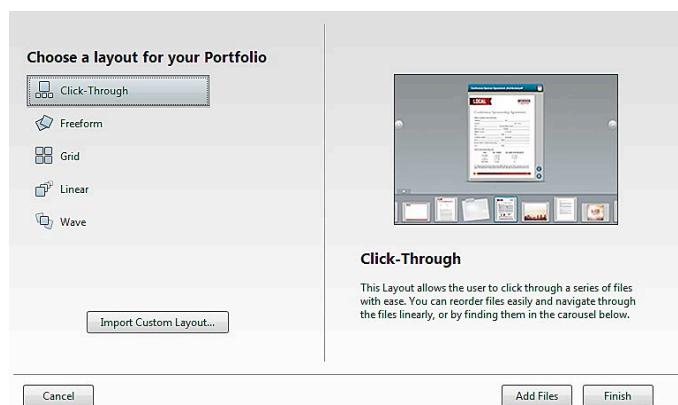 Choose a layout for your Portfolio
Click-Through
Freeform
Grid
Linear
Wave
Import Custom Layout...
LOCAL
Click-Through
This Layout allows the user to click through a series of files
with ease. You can reorder files easily and navigate through
the files linearly, or by finding them in the carousel below.
Cancel
Add Files
Finish